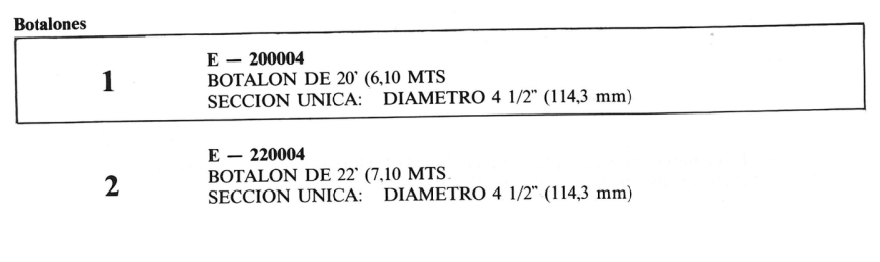 Botalones
1
E — 200004
BOTALON DE 20' (6,10 MTS
SECCION UNICA: DIAMETRO 4 1/2" (114,3 mm)
2
E — 220004
BOTALON DE 22' (7,10 MTS
SECCION UNICA: DIAMETRO 4 1/2" (114,3 mm)